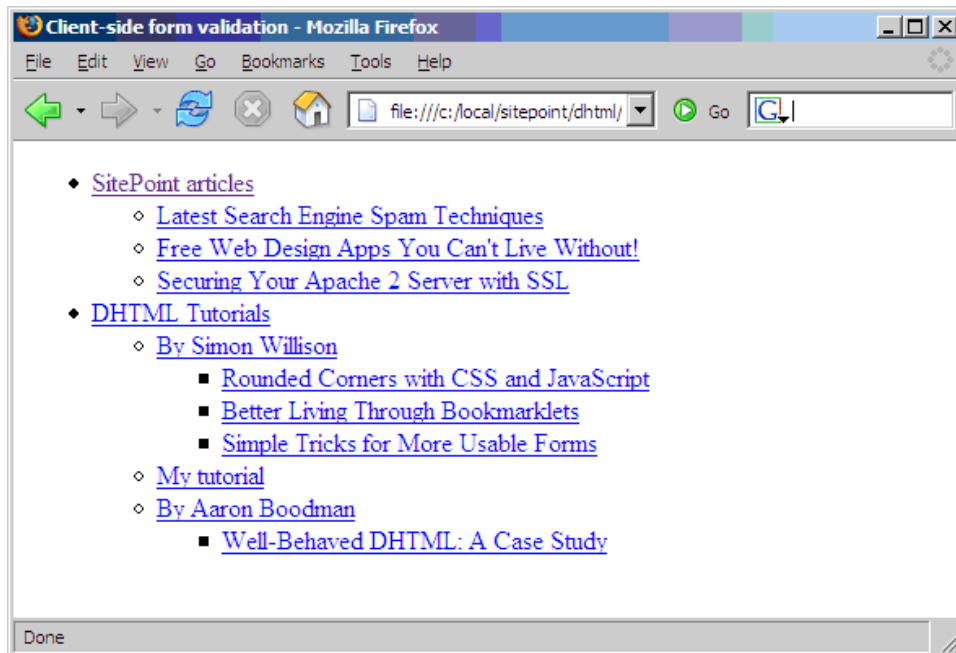 Client-side form validation - Mozilla Firefox
File Edit View Go Bookmarks Tools Help
file:///c:/local/sitepoint/dhtml/ Go G
SitePoint articles
Latest Search Engine Spam Techniques
Free Web Design Apps You Can't Live Without!
Securing Your Apache 2 Server with SSL
DHTML Tutorials
By Simon Willison
Rounded Corners with CSS and JavaScript
Better Living Through Bookmarklets
Simple Tricks for More Usable Forms
My tutorial
By Aaron Boodman
Well-Behaved DHTML: A Case Study
Done